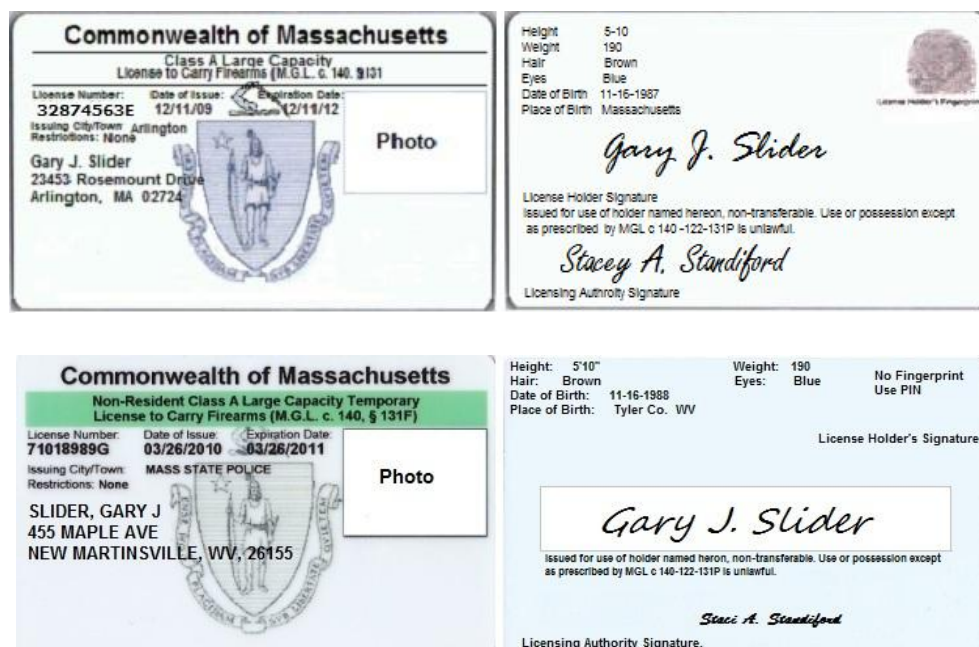 Commonwealth of Massachusetts
Class A Large Capacity
License to Carry Firearms (M.G.L. c. 140. §131
License Number: Date of Issue: Expiration Date:
32874563E 12/11/09 12/11/12
Issuing City/Town Arlington
Restrictions: None
Photo
Gary J. Slider
23453 Rosemount Drive
Arlington, MA 02724
Height 5-10
Weight 190
Hair Brown
Eyes Blue
Date of Birth 11-16-1987
Place of Birth Massachusetts
License Holder's Fingerprint
Gary J. Slider
License Holder Signature
Issued for use of holder named hereon, non-transferable. Use or possession except
as prescribed by MGL c 140 -122-131P is unlawful.
Stacey A. Standiford
Licensing Authroity Signature
Commonwealth of Massachusetts
Non-Resident Class A Large Capacity Temporary
License to Carry Firearms (M.G.L. c. 140, § 131F)
License Number: Date of Issue: Expiration Date:
71018989G 03/26/2010 03/26/2011
Issuing City/Town: MASS STATE POLICE
Restrictions: None
Photo
SLIDER, GARY J
455 MAPLE AVE
NEW MARTINSVILLE, WV, 26155
Height: 5'10" Weight: 190
Hair: Brown Eyes: Blue
Date of Birth: 11-16-1988
Place of Birth: Tyler Co. WV
No Fingerprint
Use PIN
License Holder's Signature
Gary J. Slider
Issued for use of holder named heron, non-transferable. Use or possession except
as prescribed by MGL c 140-122-131P is unlawful.
Staci A. Standiford
Licensing Authority Signature.